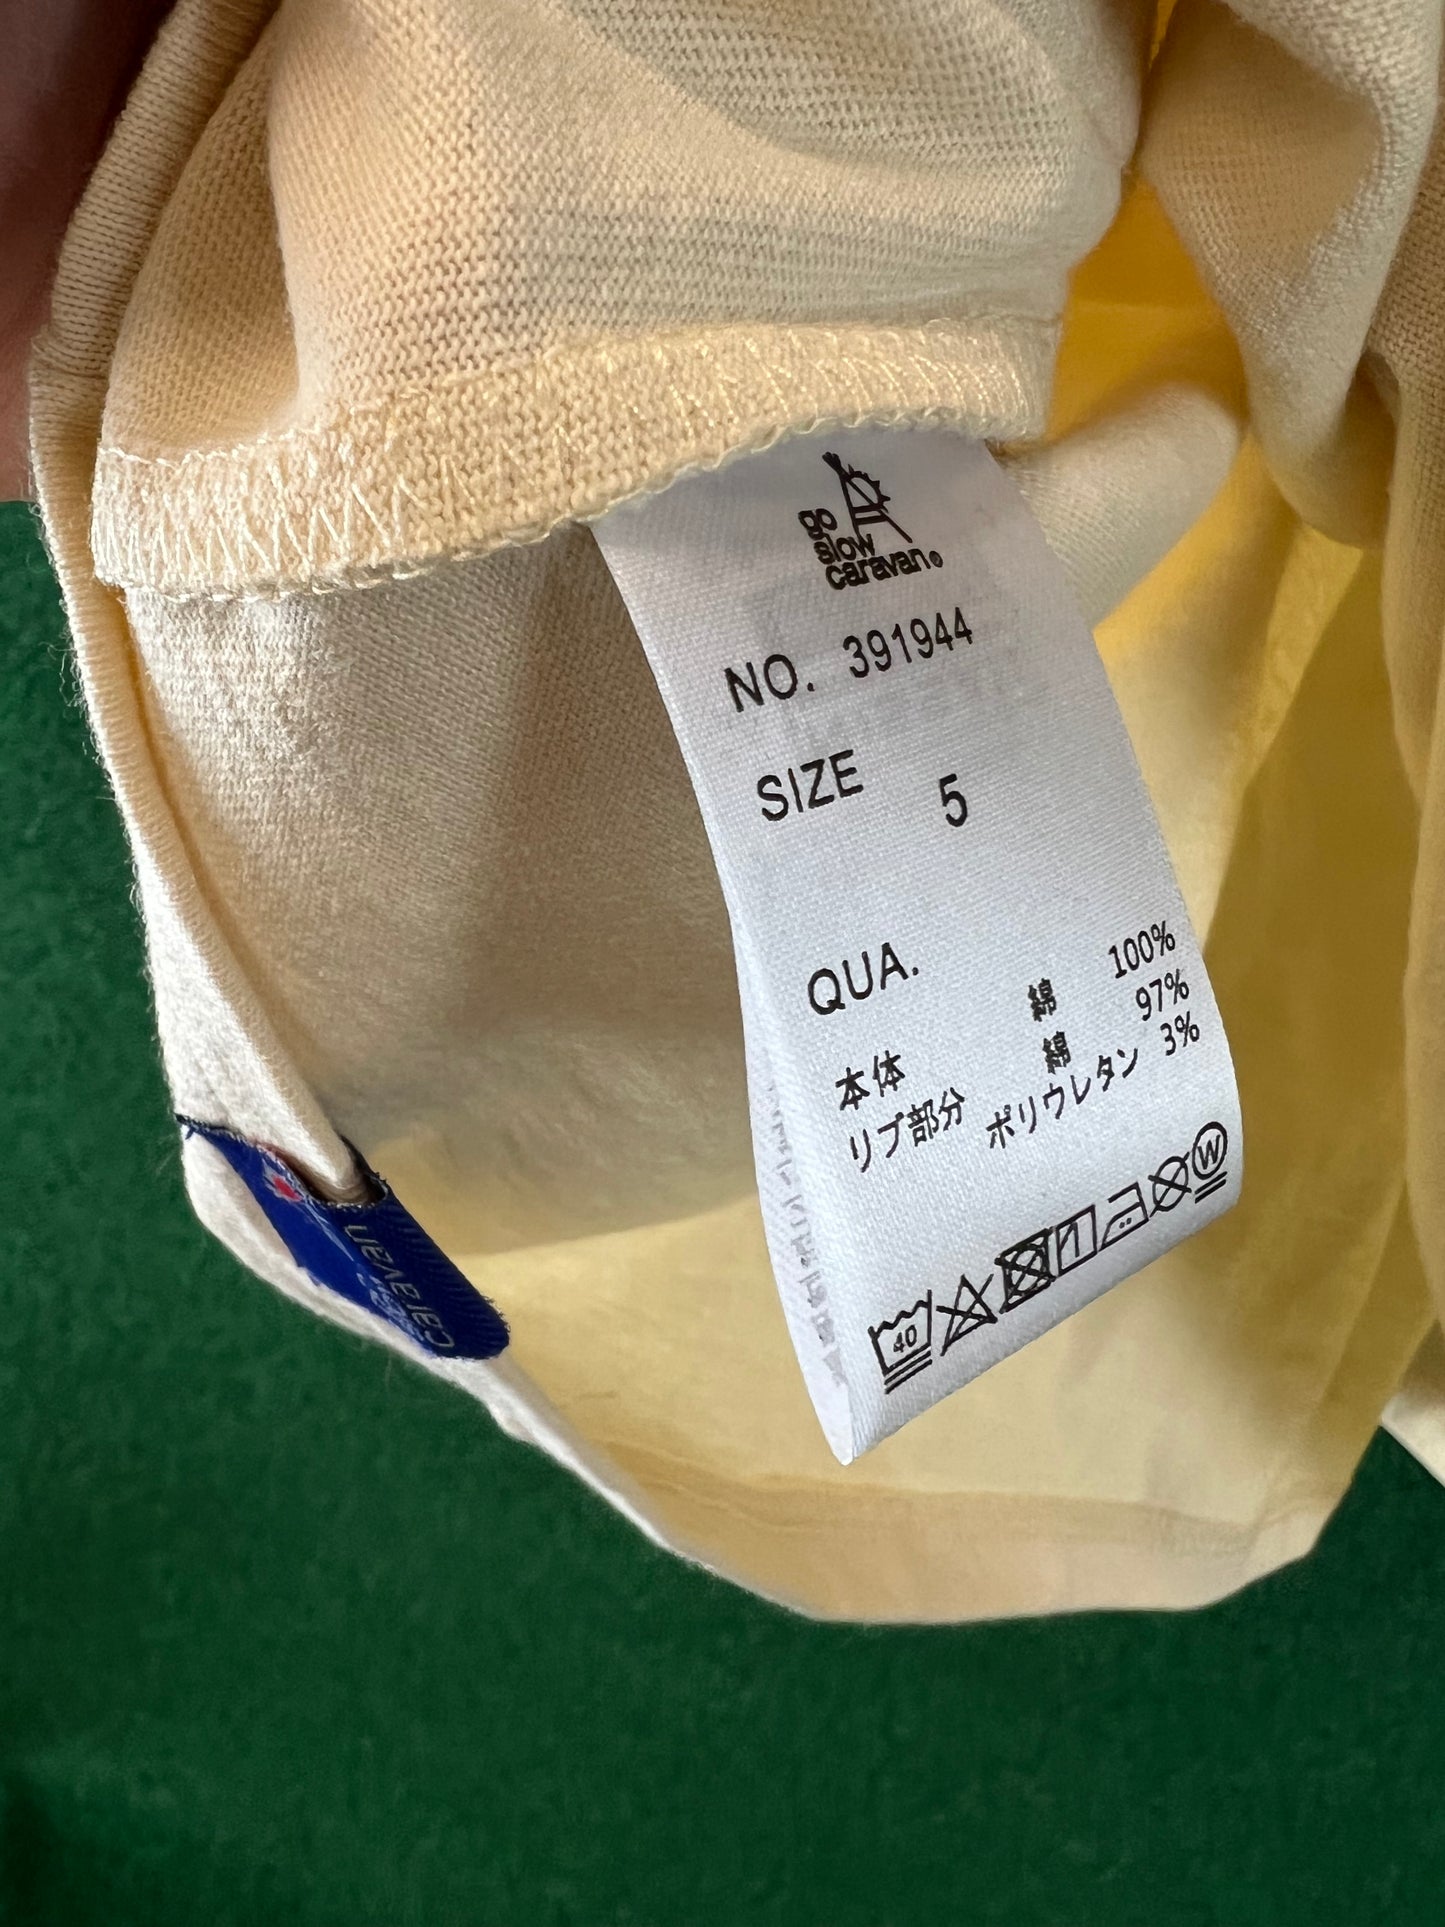 go
slow
caravan®
NO. 391944
SIZE 5
QUA.
本体 綿 100%
リブ部分 綿 97%
ポリウレタン 3%
40
W
caravan